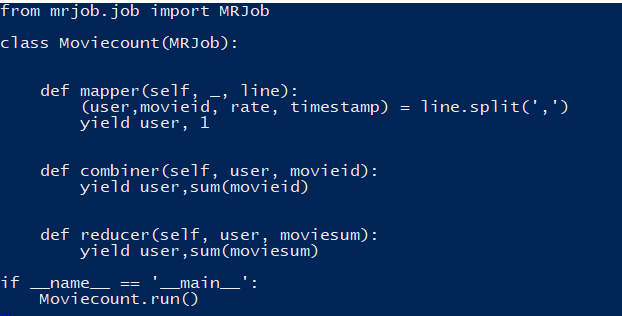 from mrjob.job import MRJob
class Moviecount(MRJob):
    def mapper(self, _, line):
        (user,movieid, rate, timestamp) = line.split(',')
        yield user, 1
    def combiner(self, user, movieid):
        yield user,sum(movieid)
    def reducer(self, user, moviesum):
        yield user,sum(moviesum)
if __name__ == '__main__':
    Moviecount.run()